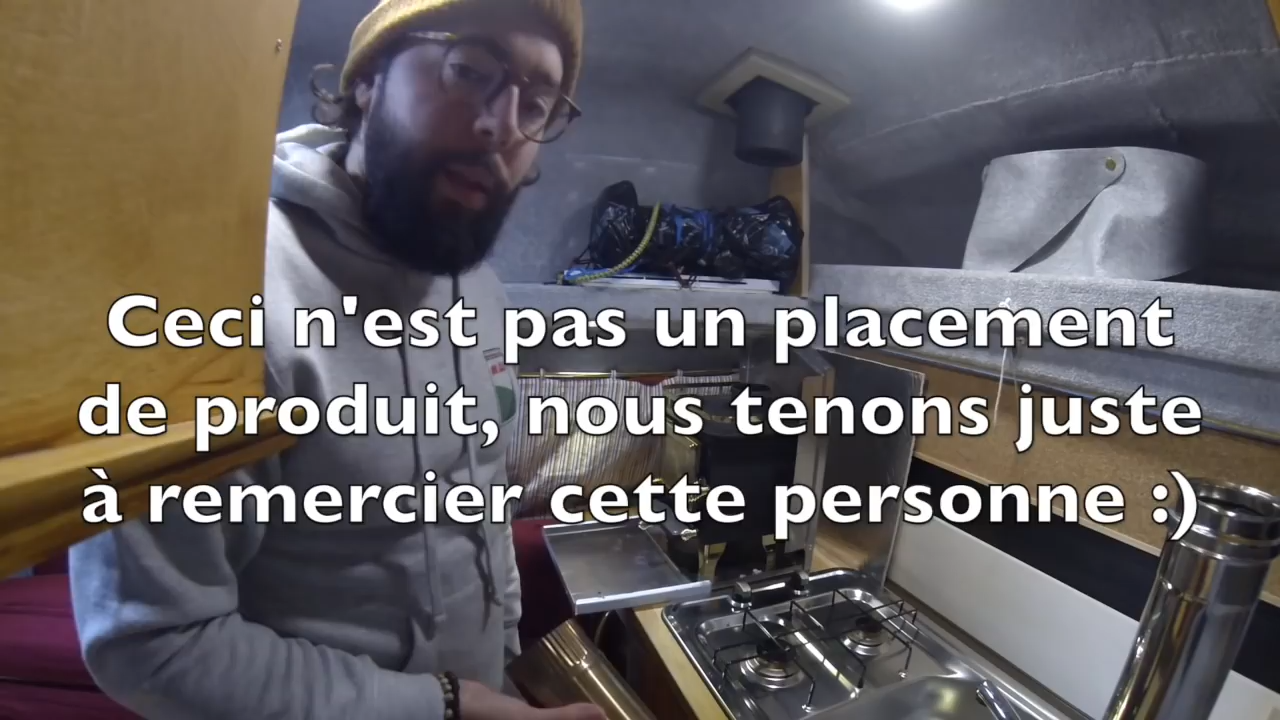 Ceci n'est pas un placement
de produit, nous tenons juste
à remercier cette personne :)